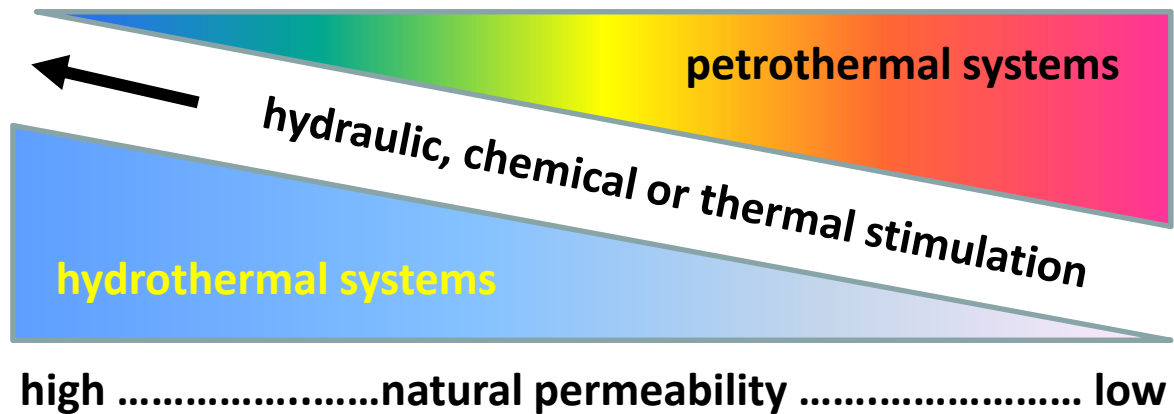 petrothermal systems
hydraulic, chemical or thermal stimulation
hydrothermal systems
high ……………..……natural permeability …….………………… low